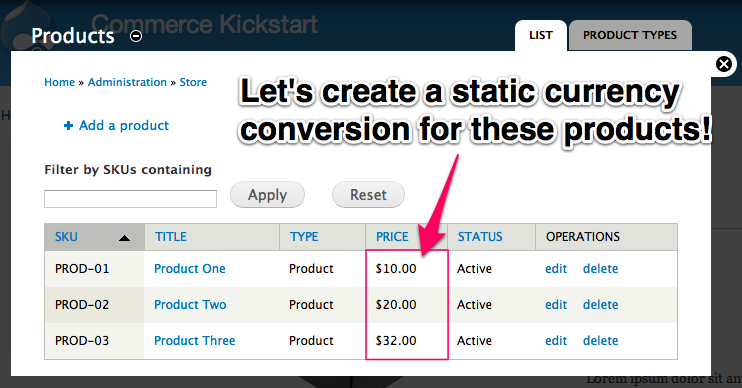 Commerce Kickstart
Products
LIST
PRODUCT TYPES
Home » Administration » Store
Let's create a static currency
conversion for these products!
+ Add a product
Filter by SKUs containing
Apply
Reset
SKU TITLE TYPE PRICE STATUS OPERATIONS
PROD-01 Product One Product $10.00 Active edit delete
PROD-02 Product Two Product $20.00 Active edit delete
PROD-03 Product Three Product $32.00 Active edit delete
Lorem ipsum dolor sit am